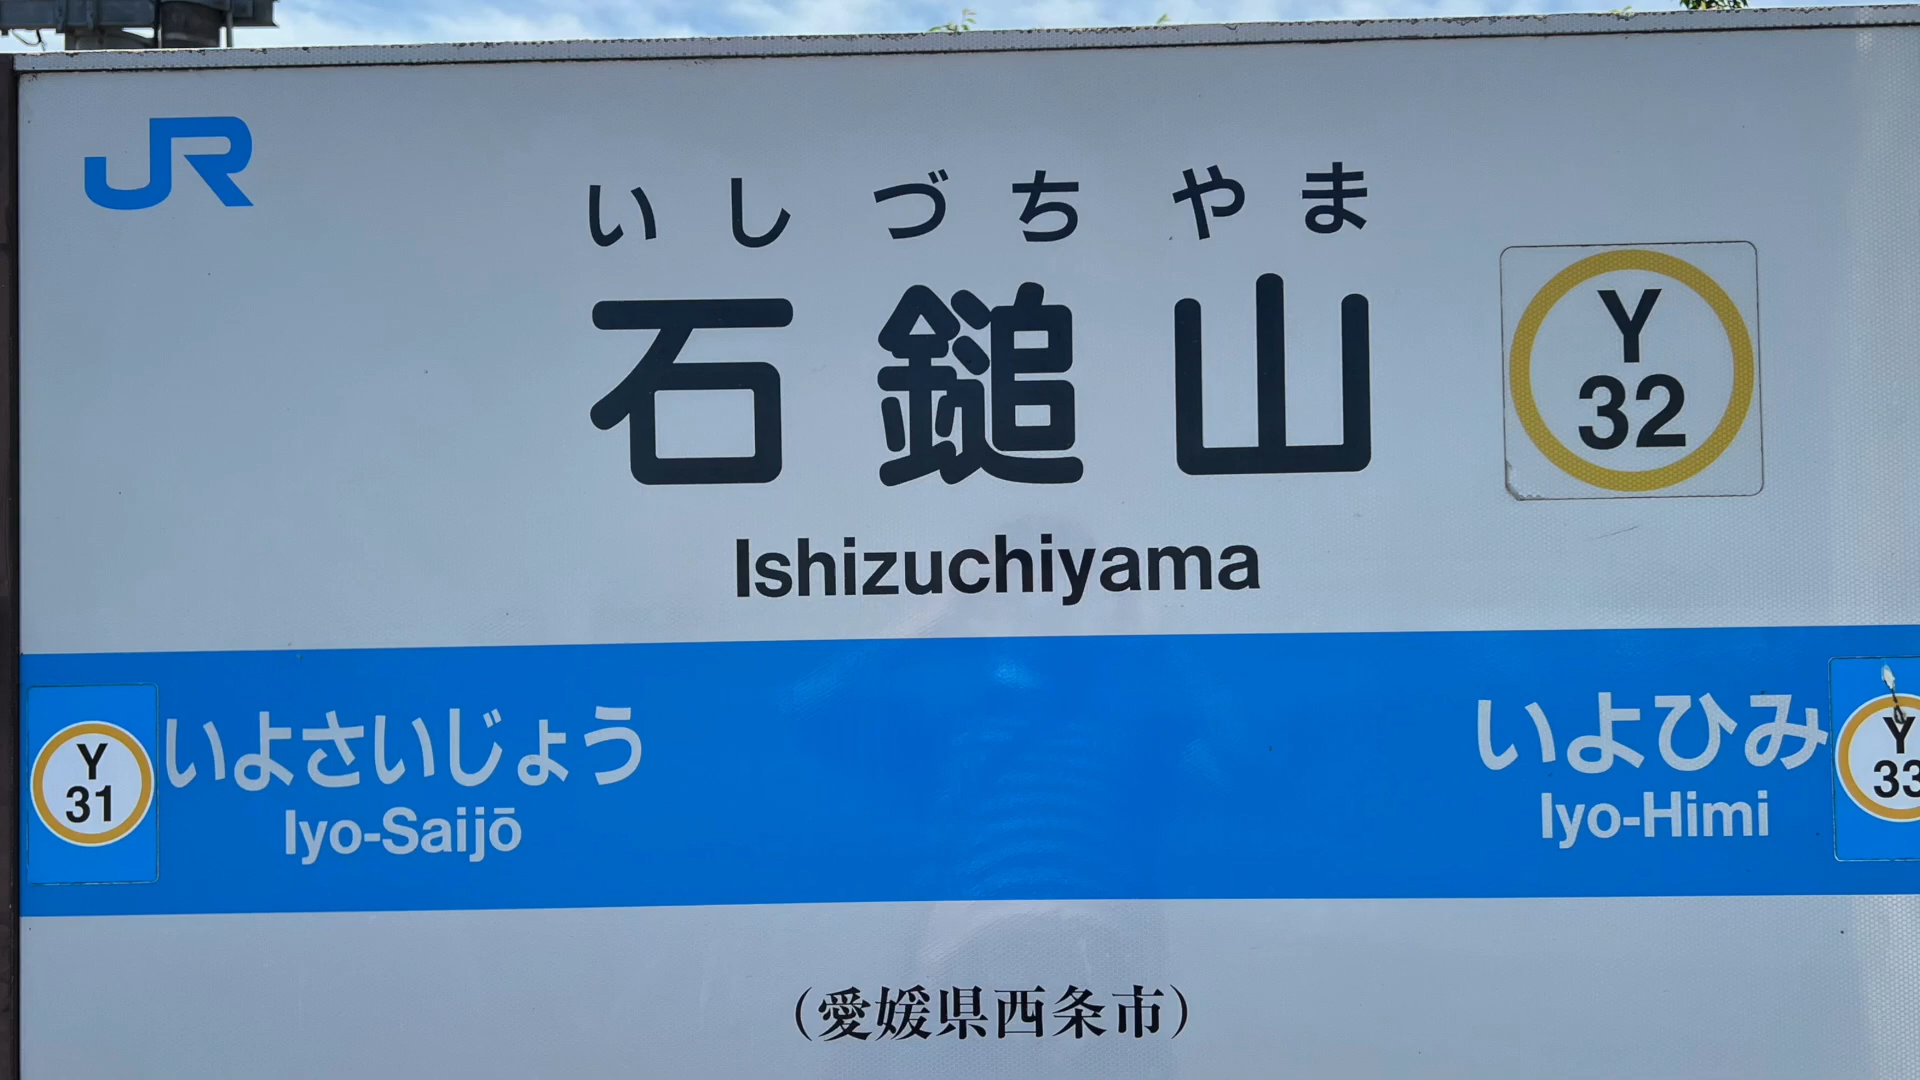 JR
いしづちやま
石鎚山
Y
32
Ishizuchiyama
Y
31
いよさいじょう
Iyo-Saijō
いよひみ
Iyo-Himi
Y
33
(愛媛県西条市)